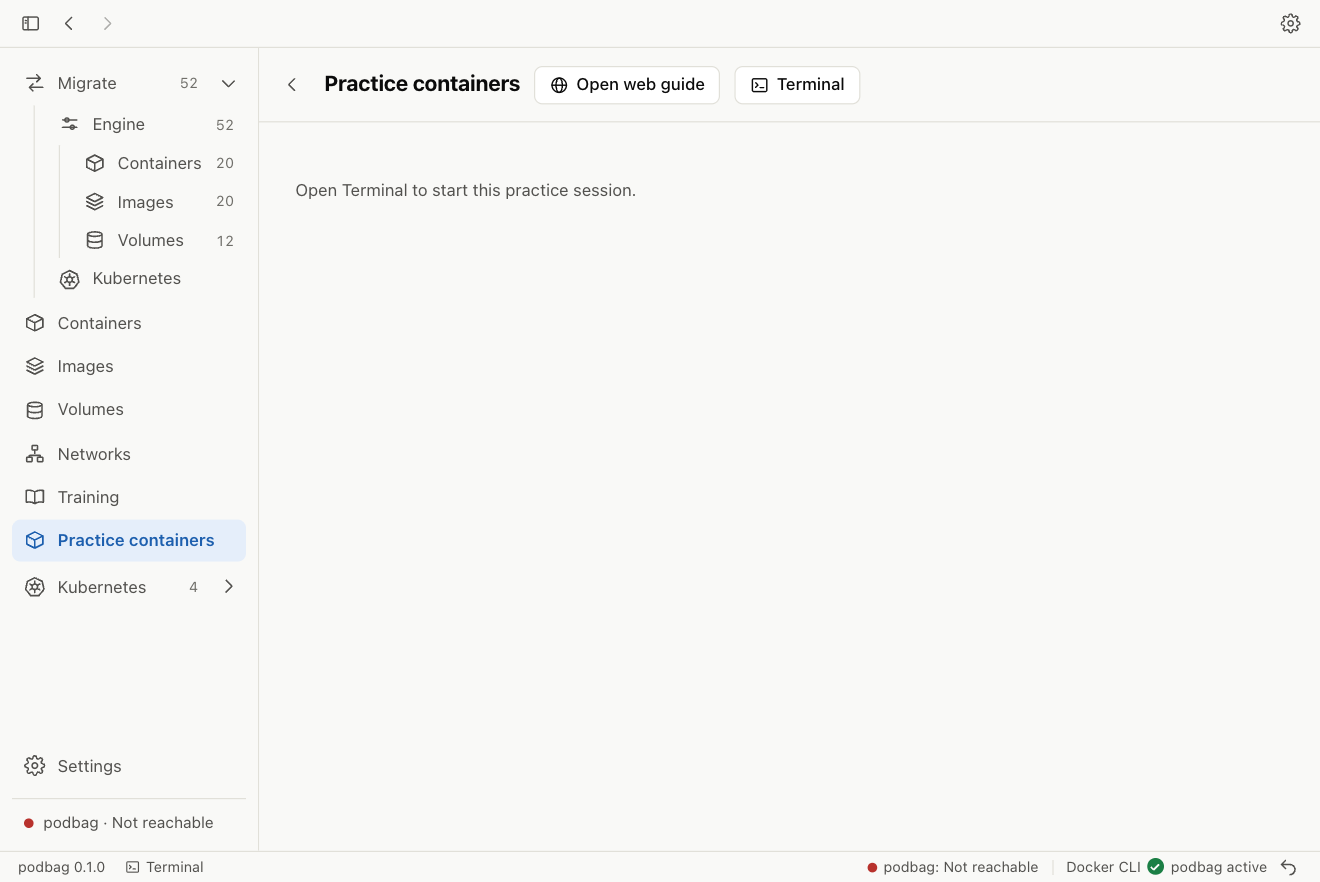 Migrate 52
Engine 52
Containers 20
Images 20
Volumes 12
Kubernetes
Containers
Images
Volumes
Networks
Training
Practice containers
Kubernetes 4
Settings
podbag · Not reachable
Practice containers Open web guide Terminal
Open Terminal to start this practice session.
podbag 0.1.0 Terminal podbag: Not reachable Docker CLI podbag active